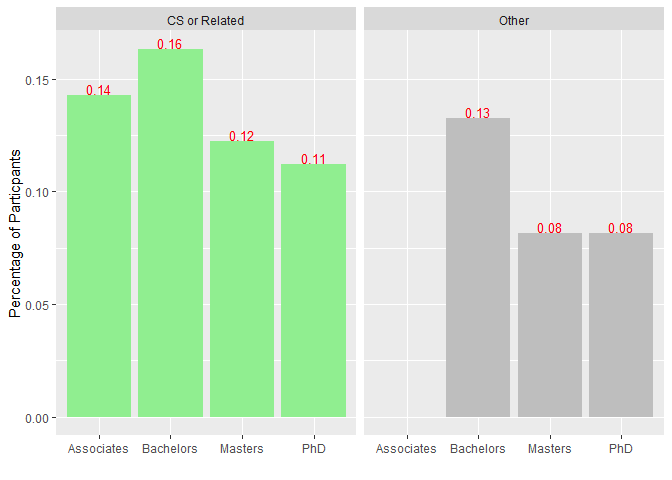 CS or Related
Other
Percentage of Particpants
0.15
0.10
0.05
0.00
0.14
0.16
0.12
0.11
0.13
0.08
0.08
Associates
Bachelors
Masters
PhD
Associates
Bachelors
Masters
PhD